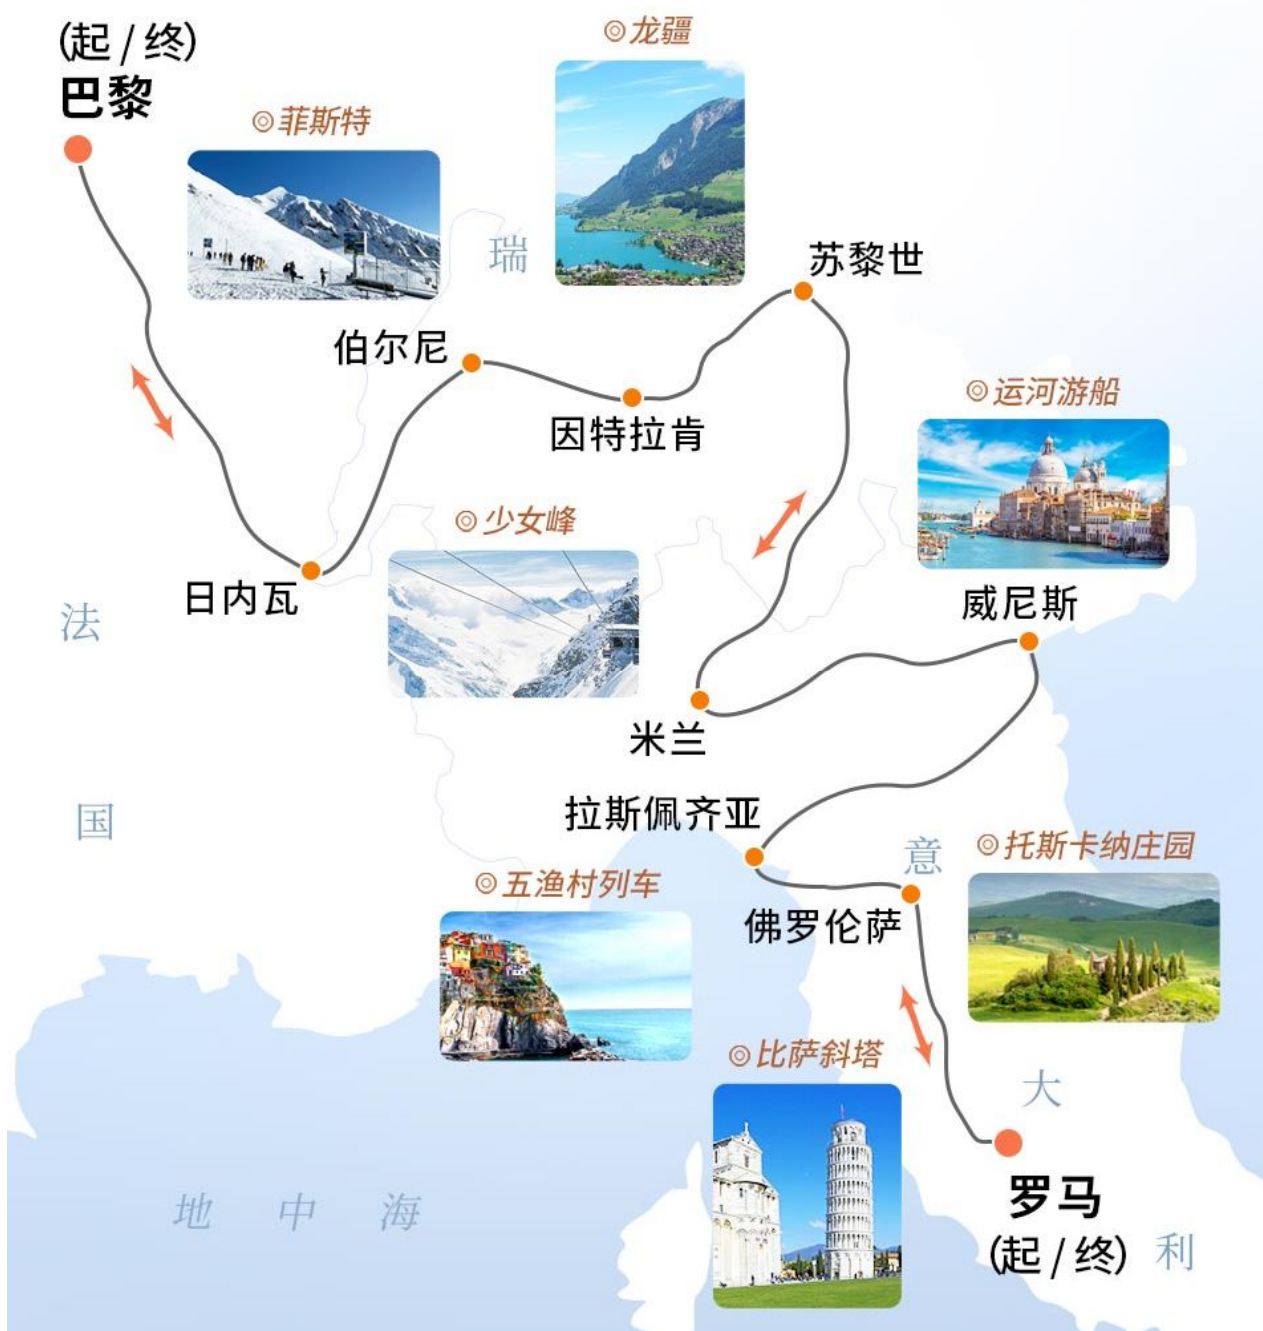 (起 / 终)
巴黎
◎龙疆
◎菲斯特
瑞
苏黎世
伯尔尼
因特拉肯
◎运河游船
◎少女峰
日内瓦
法
威尼斯
米兰
拉斯佩齐亚
国
意
◎托斯卡纳庄园
◎五渔村列车
佛罗伦萨
◎比萨斜塔
大
地 中 海
罗马
(起 / 终)
利